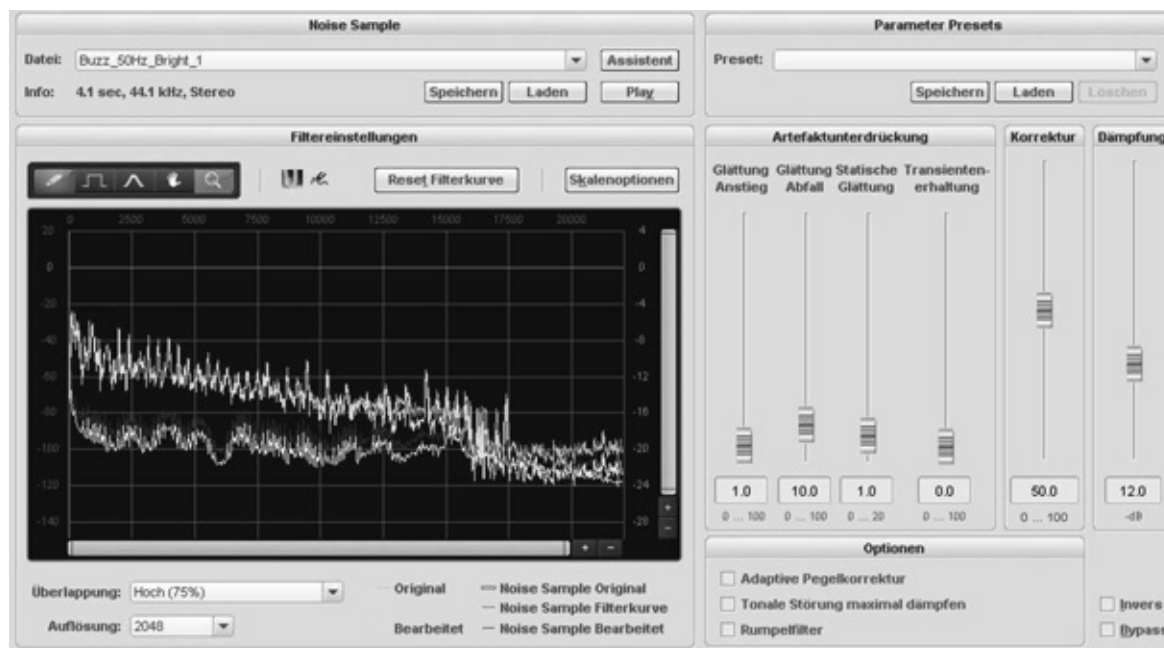 Noise Sample
Datei: Buzz_50Hz_Bright_1 Assistent
Info: 4.1 sec, 44.1 kHz, Stereo Speichern Laden Play
Parameter Presets
Preset:
Speichern Laden Löschen
Filtereinstellungen
Reset Filterkurve Skalenoptionen
0 2500 5000 7500 10000 12500 15000 17500 20000
20 4
0 0
-20 -4
-40 -8
-60 -12
-80 -16
-100 -20
-120 -24
-140 -28
+ -
+ -
Überlappung: Hoch (75%)
Auflösung: 2048
Original Noise Sample Original
Noise Sample Filterkurve
Bearbeitet Noise Sample Bearbeitet
Artefaktunterdrückung
Glättung Glättung Statische Transienten-
Anstieg Abfall Glättung erhaltung
1.0 10.0 1.0 0.0
0 ... 100 0 ... 100 0 ... 20 0 ... 100
Korrektur
50.0
0 ... 100
Dämpfung
12.0
-dB
Optionen
Adaptive Pegelkorrektur
Tonale Störung maximal dämpfen
Rumpelfilter
Invers
Bypass